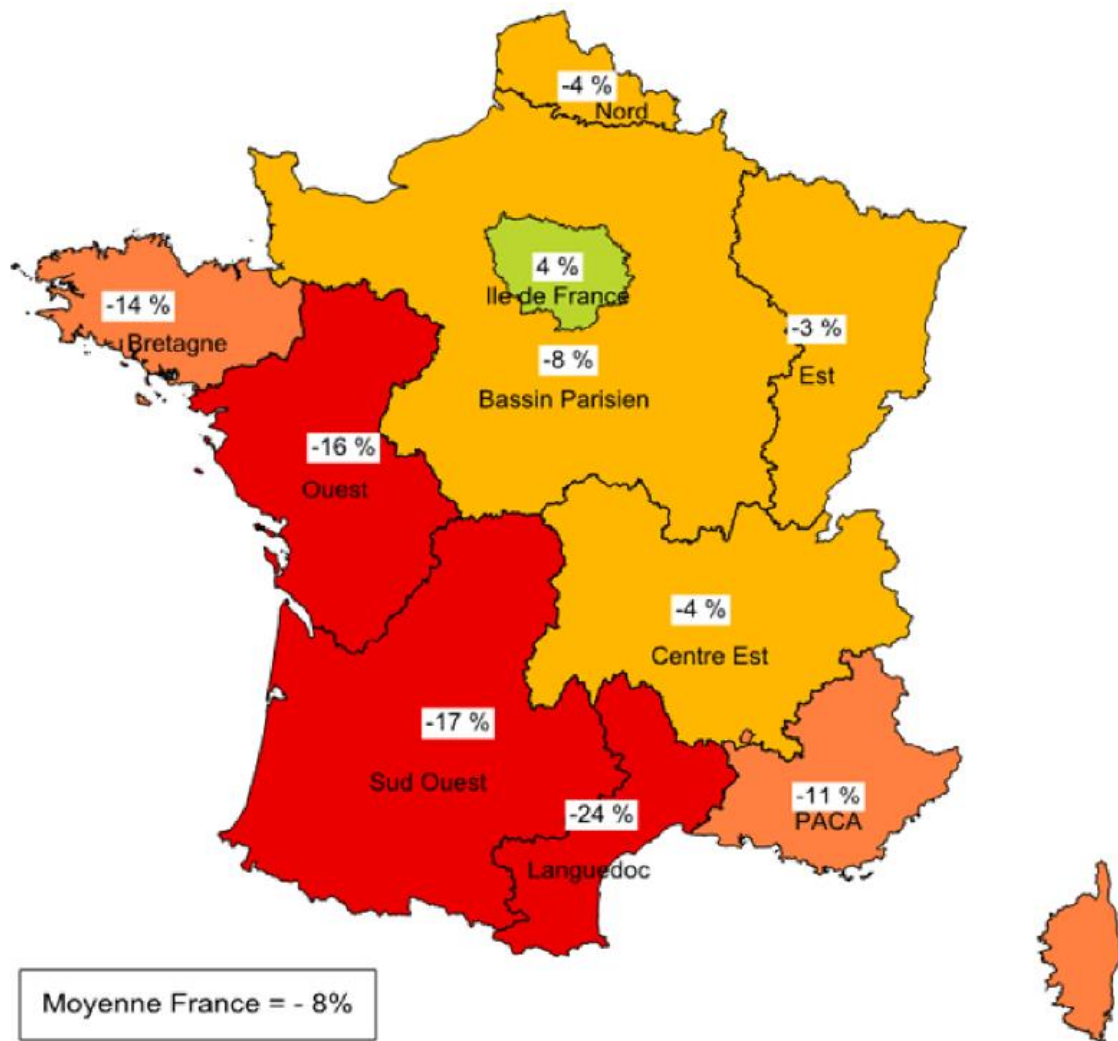 -4 %
Nord
4 %
Ile de France
-14 %
Bretagne
-3 %
Est
-8 %
Bassin Parisien
-16 %
Ouest
-4 %
Centre Est
-17 %
Sud Ouest
-11 %
PACA
-24 %
Languedoc
Moyenne France = - 8%